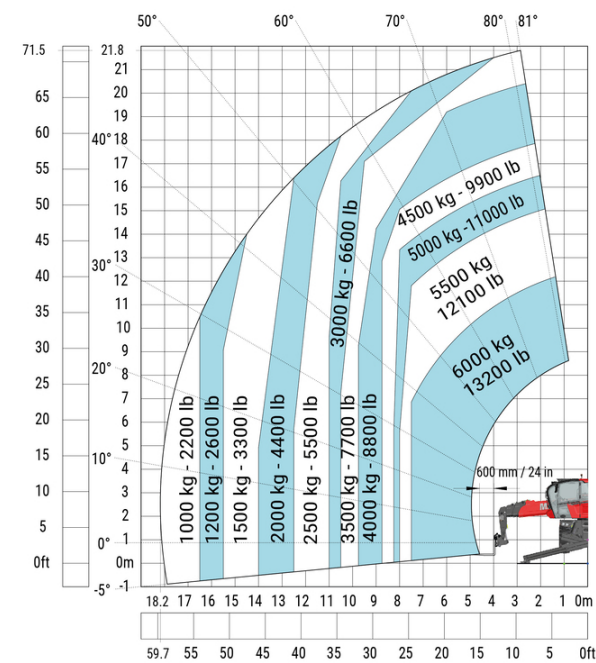 50° 60° 70° 80° 81°
71.5 21.8
21
65 20
19
60 40° 18
17
55 16
50 15
14
45 30° 13
40 12
11
35 10
30 9
20° 8
25 7
20 6
5
15 10° 4
10 3
2
5 0° 1
0ft 0m
-5° -1
1000 kg - 2200 lb
1200 kg - 2600 lb
1500 kg - 3300 lb
2000 kg - 4400 lb
2500 kg - 5500 lb
3000 kg - 6600 lb
3500 kg - 7700 lb
4000 kg - 8800 lb
4500 kg - 9900 lb
5000 kg -11000 lb
5500 kg
12100 lb
6000 kg
13200 lb
600 mm / 24 in
M
18.2 17 16 15 14 13 12 11 10 9 8 7 6 5 4 3 2 1 0m
59.7 55 50 45 40 35 30 25 20 15 10 5 0ft